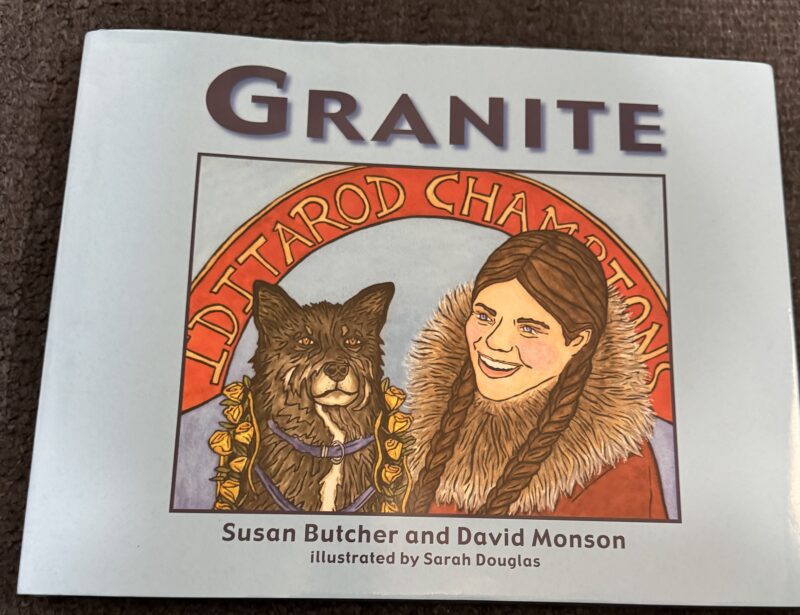 GRANITE
IDITAROD CHAMPIONS
Susan Butcher and David Monson
illustrated by Sarah Douglas